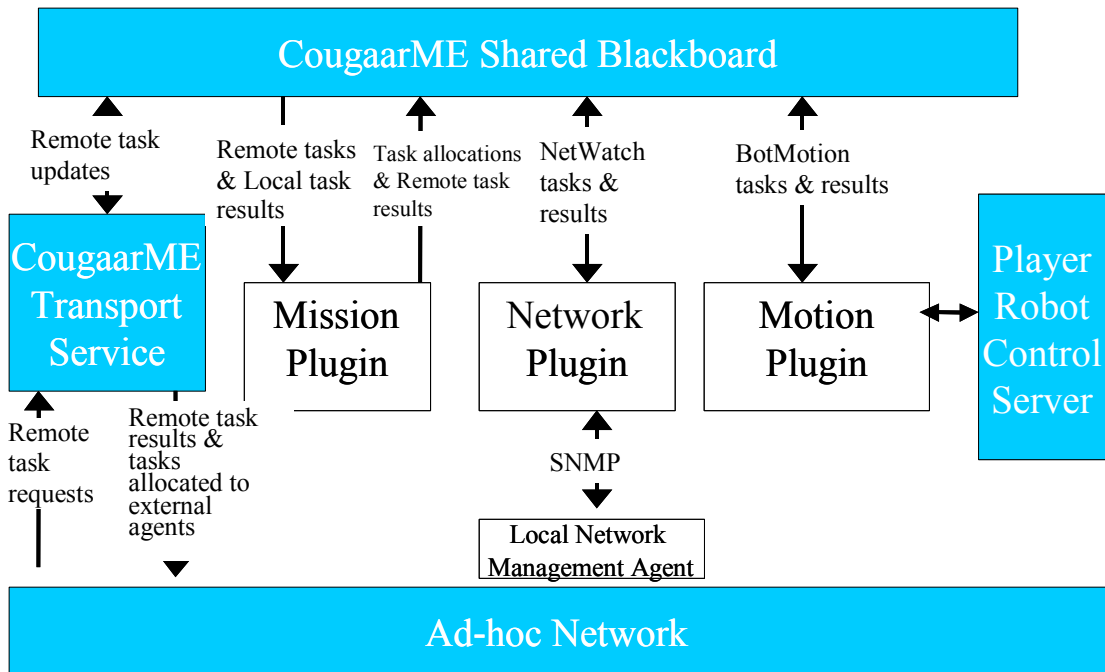 CougaarME Shared Blackboard
Remote task
updates
Remote tasks
& Local task
results
Task allocations
& Remote task
results
NetWatch
tasks &
results
BotMotion
tasks & results
CougaarME
Transport
Service
Mission
Plugin
Network
Plugin
Motion
Plugin
Player
Robot
Control
Server
Remote
task
requests
Remote task
results &
tasks
allocated to
external
agents
SNMP
Local Network
Management Agent
Ad-hoc Network